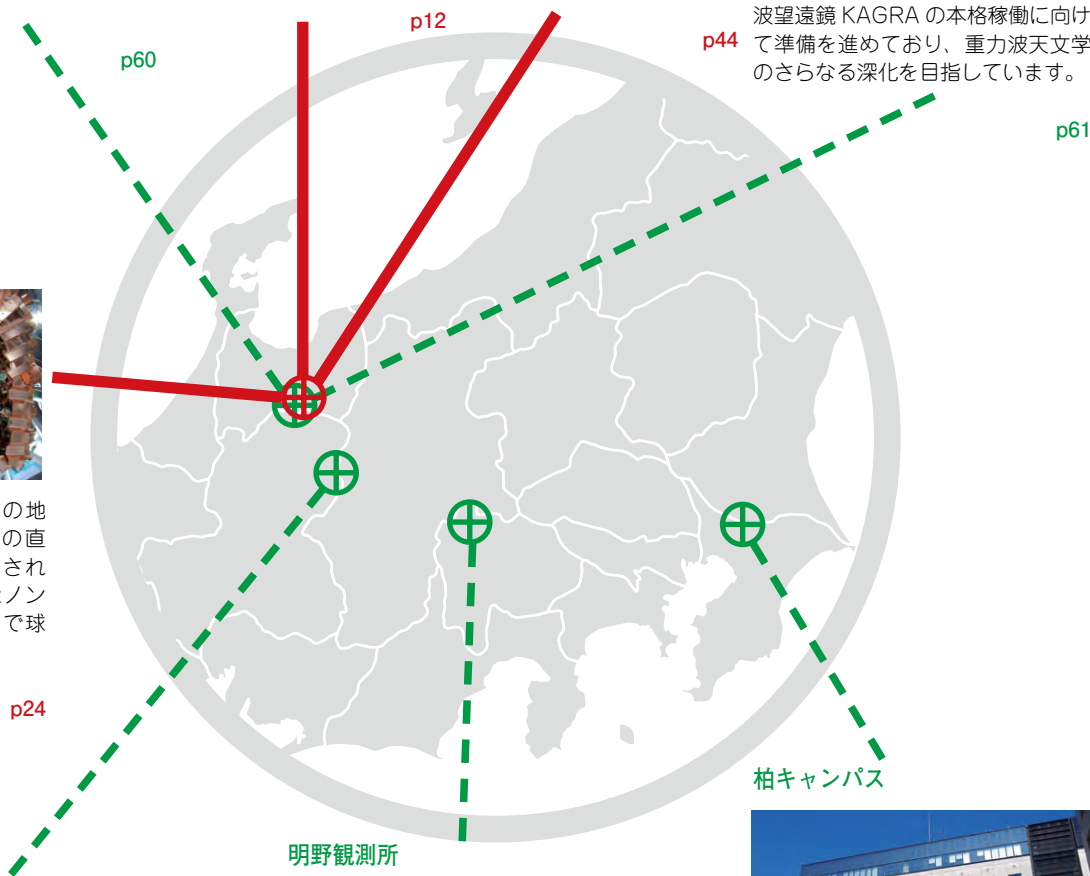 p60
p12
p44
波望遠鏡 KAGRA の本格稼働に向け
て準備を進めており、重力波天文学
のさらなる深化を目指しています。
p61
の地
の直
され
ノン
で球
p24
柏キャンパス
明野観測所